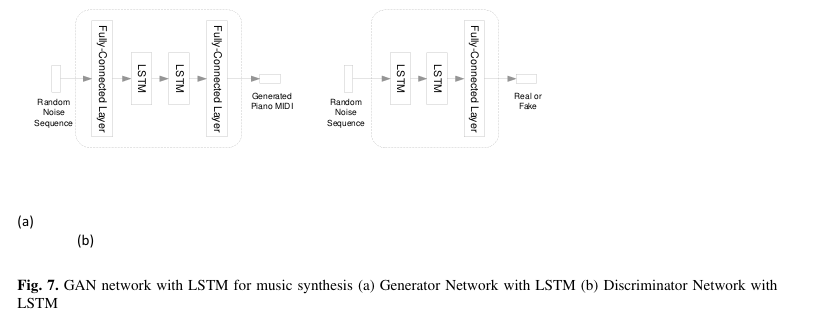 Fully-Connected Layer
LSTM
LSTM
Fully-Connected Layer
Random
Noise
Sequence
Generated
Piano MIDI
LSTM
LSTM
Fully-Connected Layer
Random
Noise
Sequence
Real or
Fake
(a)
(b)
Fig. 7. GAN network with LSTM for music synthesis (a) Generator Network with LSTM (b) Discriminator Network with
LSTM